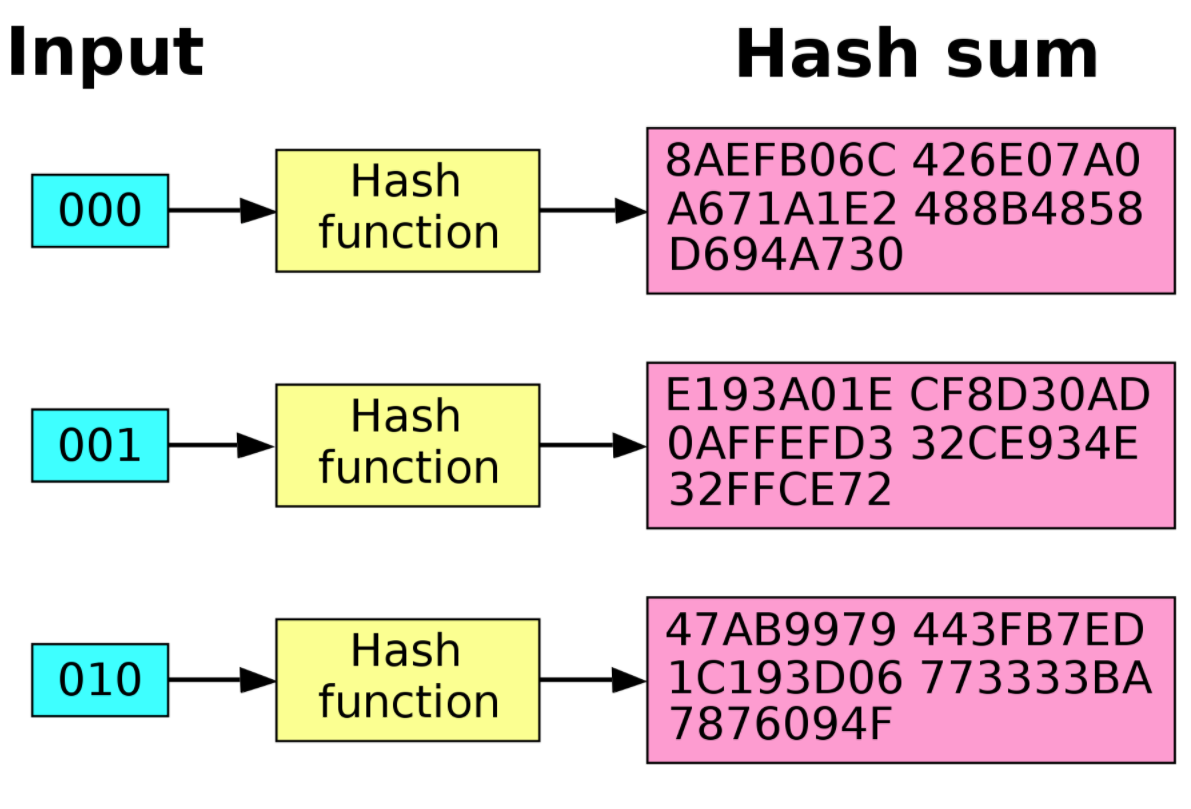 Input
Hash sum
000
Hash
function
8AEFB06C 426E07A0
A671A1E2 488B4858
D694A730
001
Hash
function
E193A01E CF8D30AD
0AFFEFD3 32CE934E
32FFCE72
010
Hash
function
47AB9979 443FB7ED
1C193D06 773333BA
7876094F